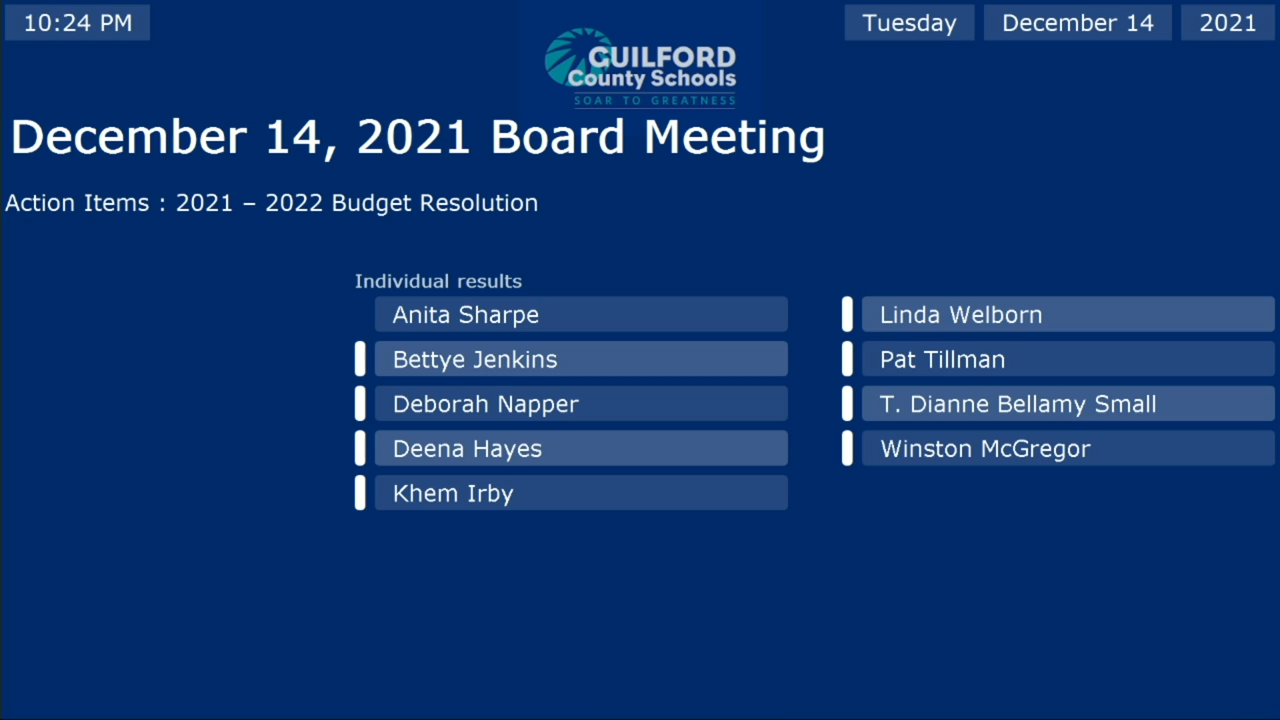 10:24 PM
Tuesday December 14 2021
GUILFORD
County Schools
SOAR TO GREATNESS
December 14, 2021 Board Meeting
Action Items : 2021 – 2022 Budget Resolution
Individual results
Anita Sharpe
Bettye Jenkins
Deborah Napper
Deena Hayes
Khem Irby
Linda Welborn
Pat Tillman
T. Dianne Bellamy Small
Winston McGregor